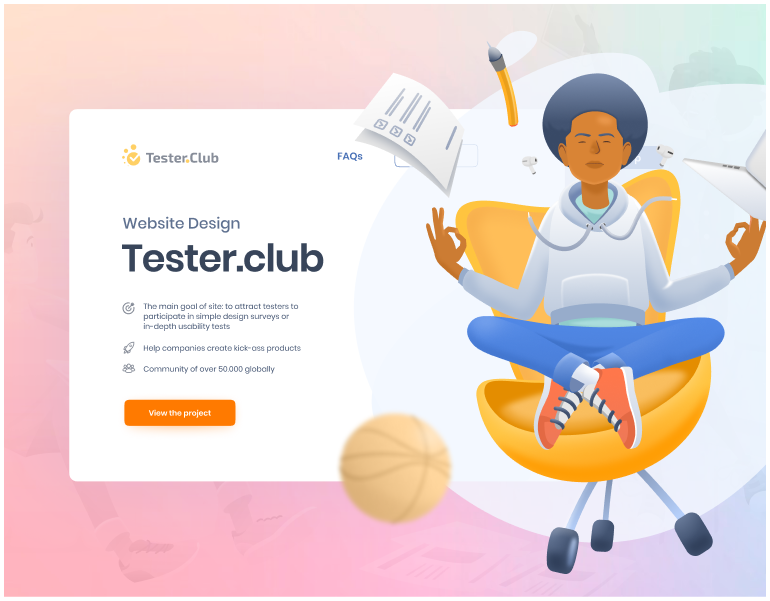 Tester.Club
FAQs
Website Design
Tester.club
The main goal of site: to attract testers to
participate in simple design surveys or
in-depth usability tests
Help companies create kick-ass products
Community of over 50.000 globally
View the project